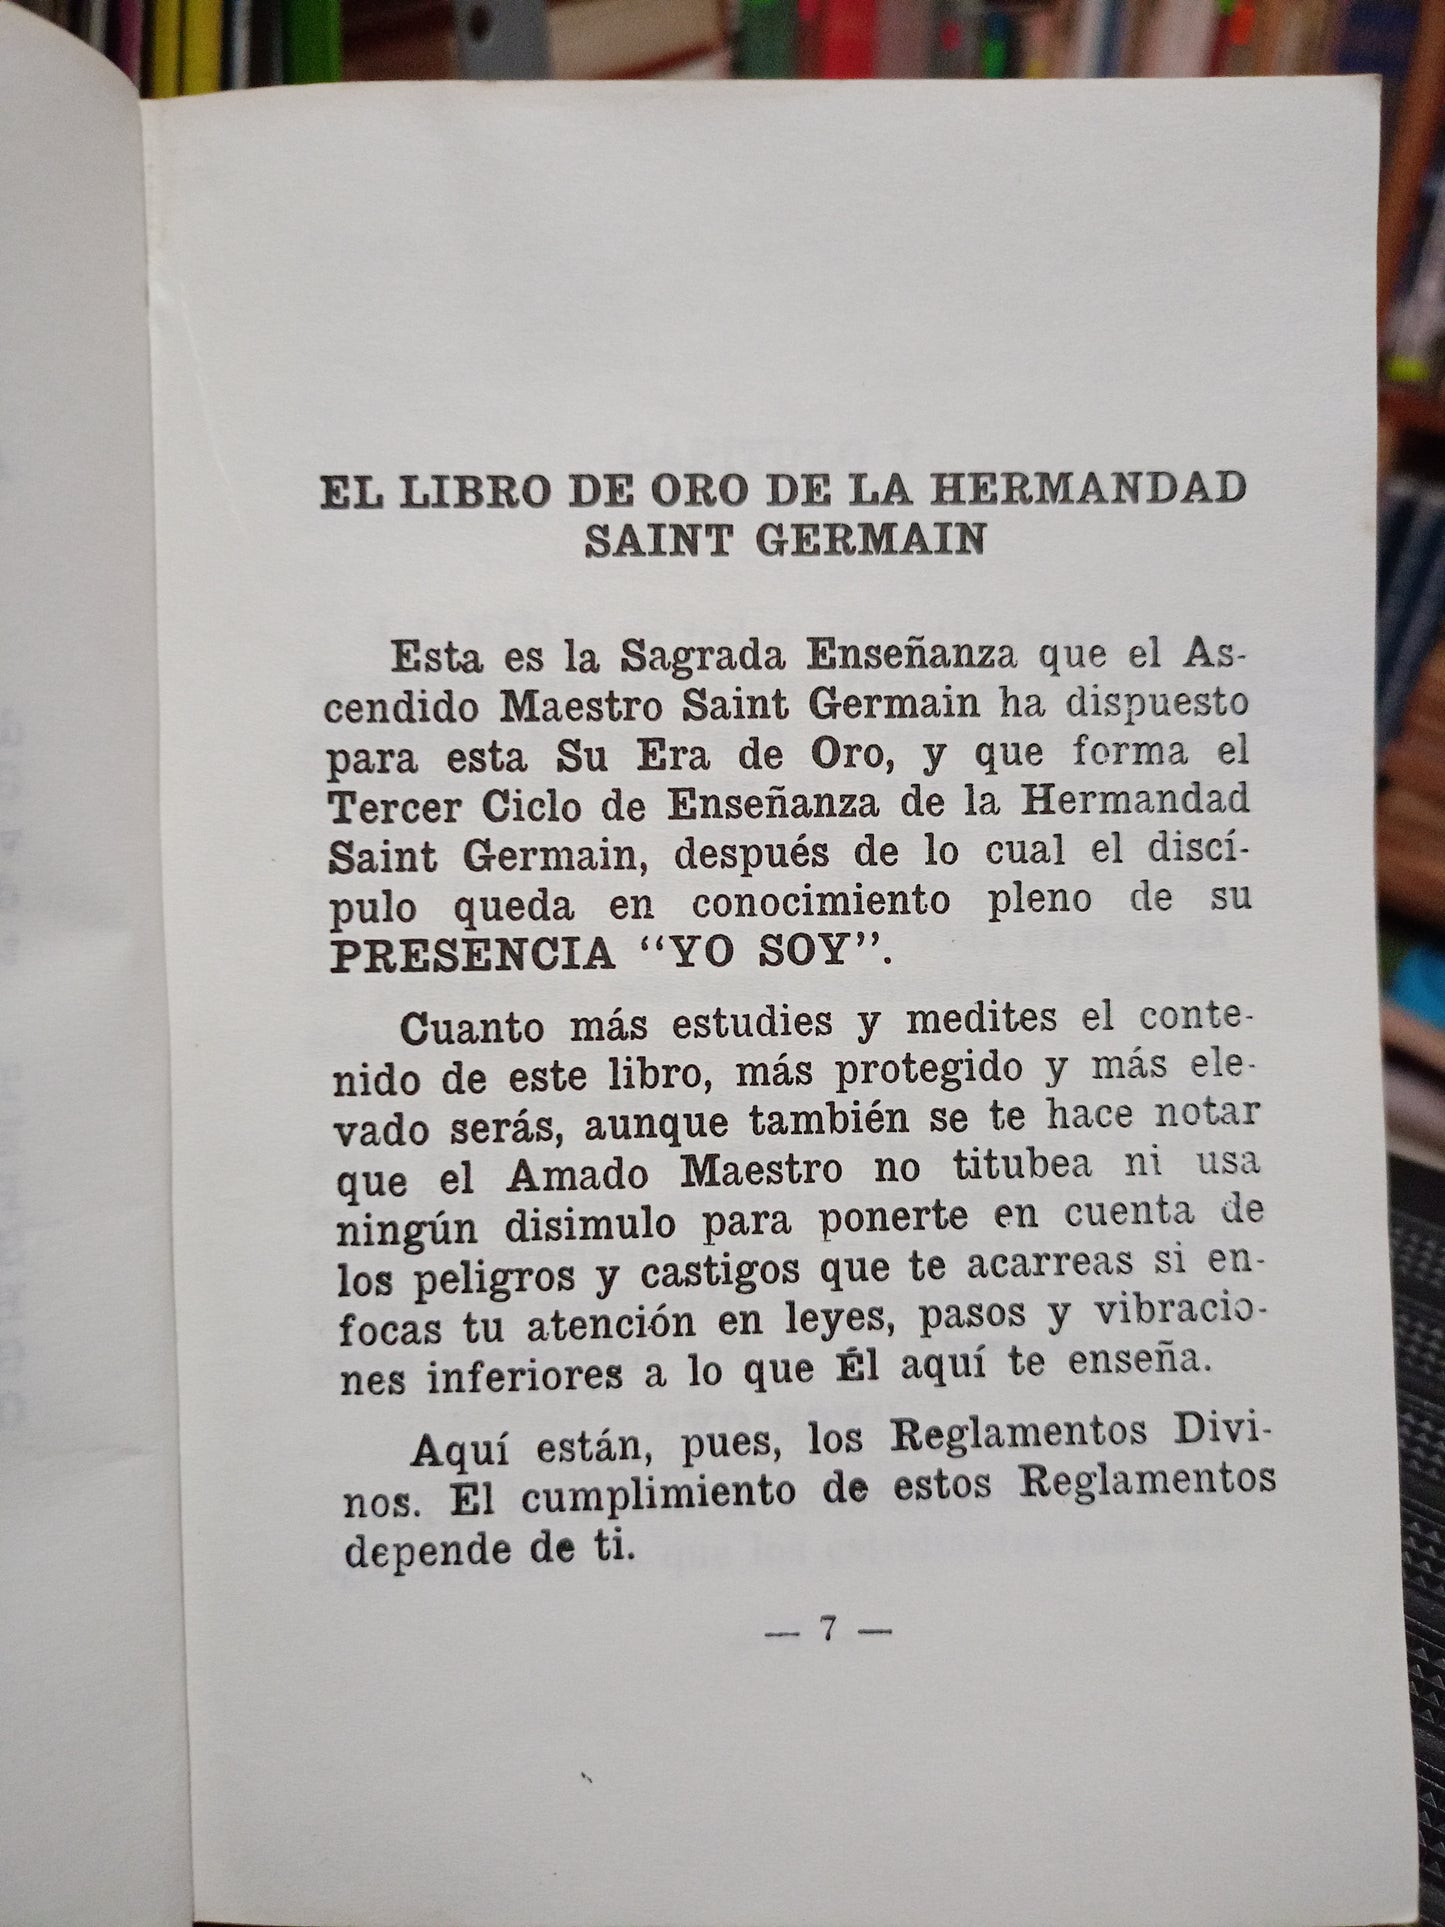 EL LIBRO DE ORO DE LA HERMANDAD
SAINT GERMAIN
Esta es la Sagrada Enseñanza que el As-
cendido Maestro Saint Germain ha dispuesto
para esta Su Era de Oro, y que forma el
Tercer Ciclo de Enseñanza de la Hermandad
Saint Germain, después de lo cual el discí-
pulo queda en conocimiento pleno de su
PRESENCIA “YO SOY”.
Cuanto más estudies y medites el conte-
nido de este libro, más protegido y más ele-
vado serás, aunque también se te hace notar
que el Amado Maestro no titubea ni usa
ningún disimulo para ponerte en cuenta de
los peligros y castigos que te acarreas si en-
focas tu atención en leyes, pasos y vibracio-
nes inferiores a lo que Él aquí te enseña.
Aquí están, pues, los Reglamentos Divi-
nos. El cumplimiento de estos Reglamentos
depende de ti.
— 7 —